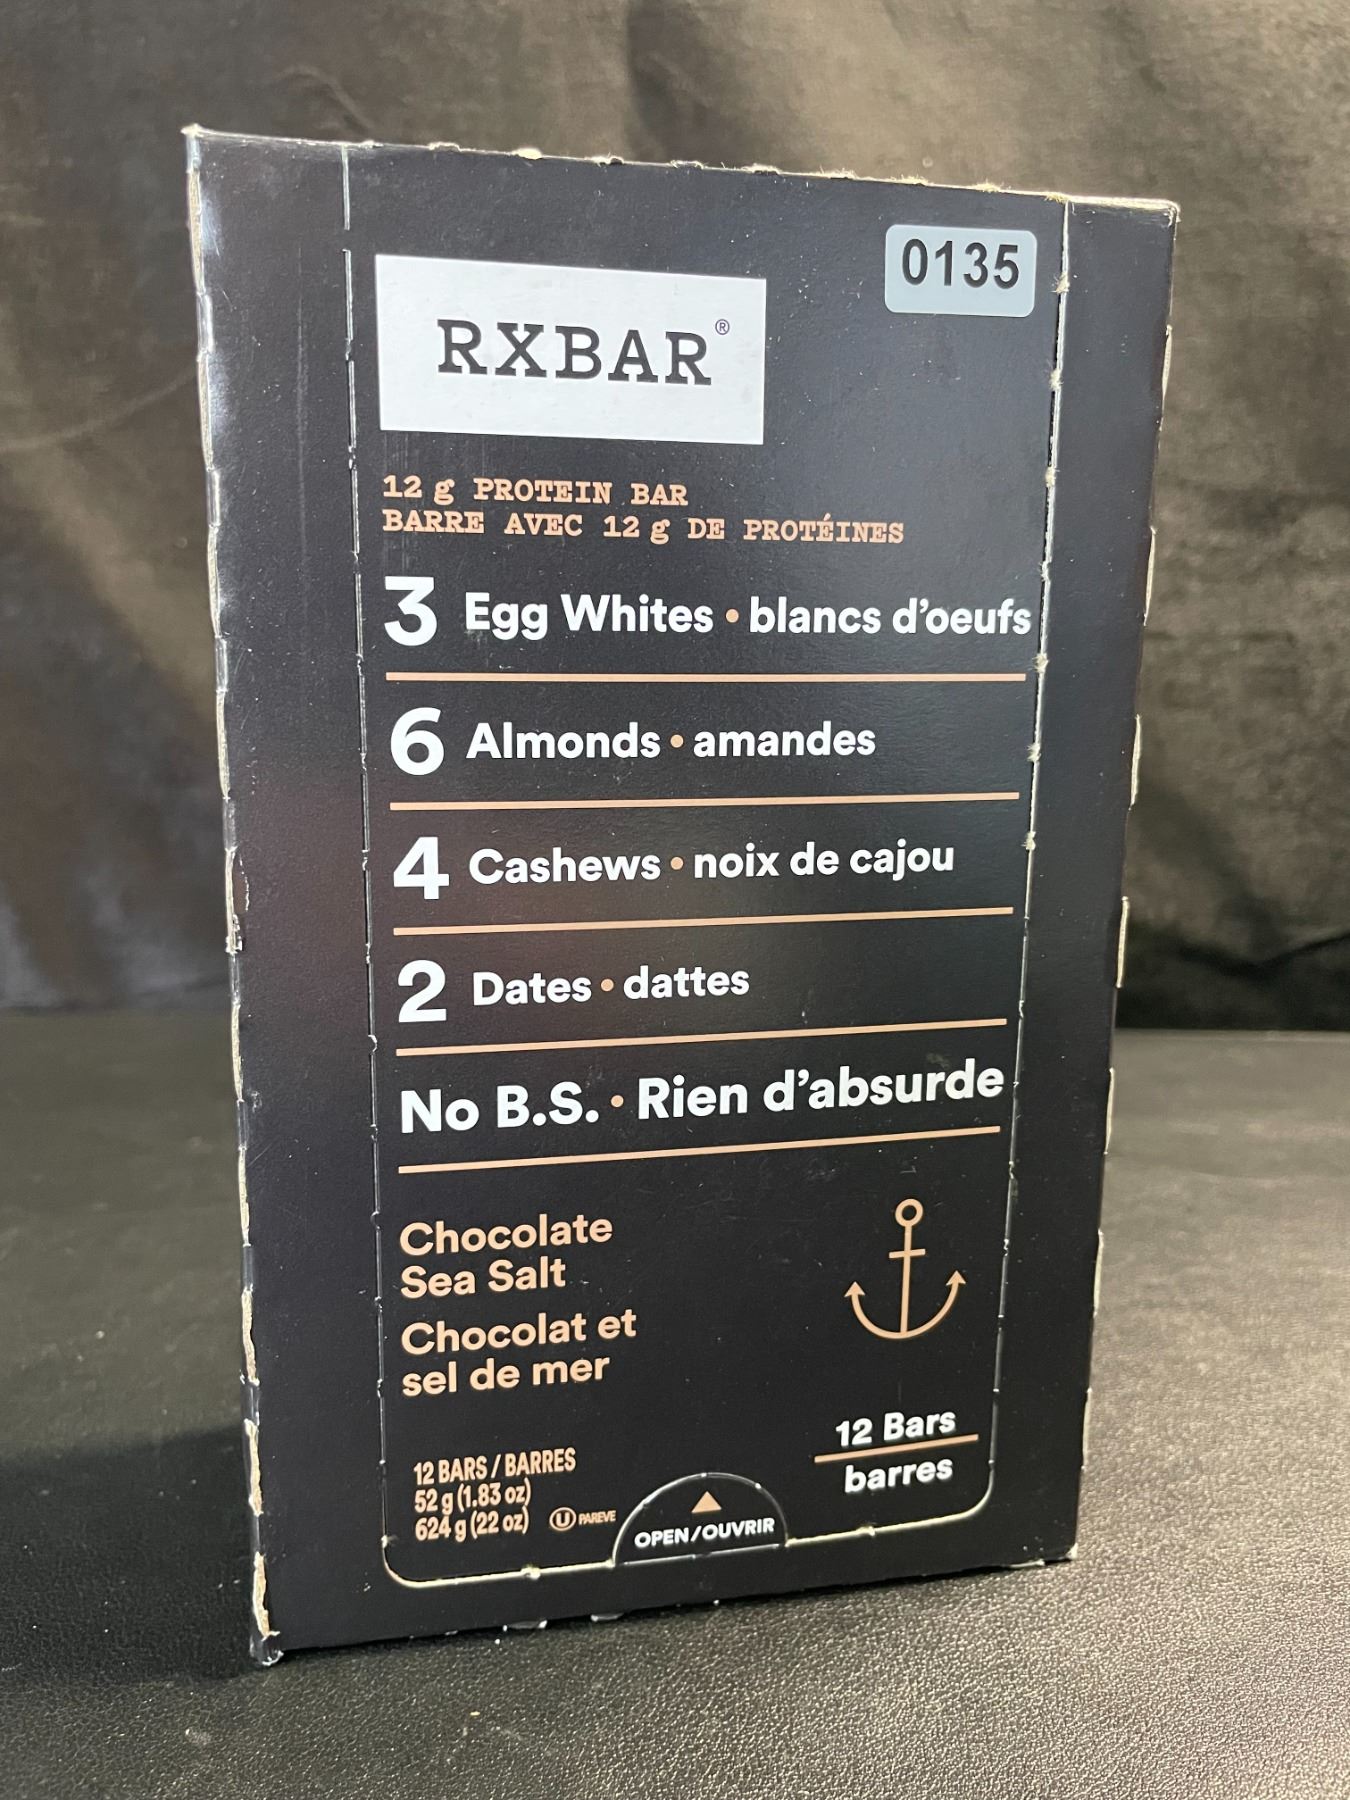 0135
RXBAR®
12 g PROTEIN BAR
BARRE AVEC 12 g DE PROTÉINES
3 Egg Whites • blancs d'oeufs
6 Almonds • amandes
4 Cashews • noix de cajou
2 Dates • dattes
No B.S. • Rien d'absurde
Chocolate
Sea Salt
Chocolat et
sel de mer
12 Bars
barres
12 BARS / BARRES
52 g (1.83 oz)
624 g (22 oz) U PAREVE
OPEN/OUVRIR